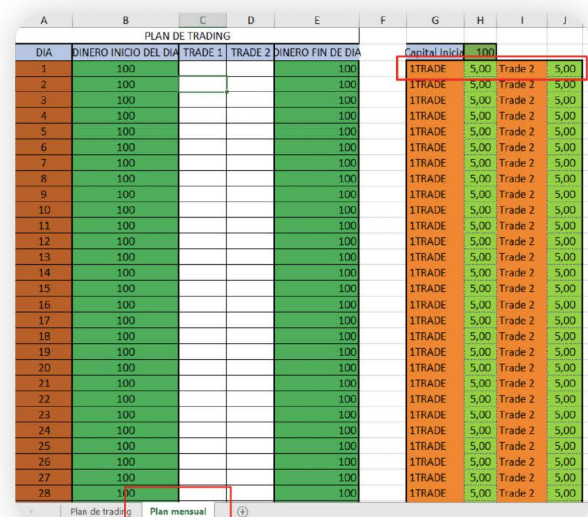 A B C D E F G H I J
PLAN DE TRADING
DIA DINERO INICIO DEL DIA TRADE 1 TRADE 2 DINERO FIN DE DIA Capital Inicia 100
1 100 100 1TRADE 5,00 Trade 2 5,00
2 100 100 1TRADE 5,00 Trade 2 5,00
3 100 100 1TRADE 5,00 Trade 2 5,00
4 100 100 1TRADE 5,00 Trade 2 5,00
5 100 100 1TRADE 5,00 Trade 2 5,00
6 100 100 1TRADE 5,00 Trade 2 5,00
7 100 100 1TRADE 5,00 Trade 2 5,00
8 100 100 1TRADE 5,00 Trade 2 5,00
9 100 100 1TRADE 5,00 Trade 2 5,00
10 100 100 1TRADE 5,00 Trade 2 5,00
11 100 100 1TRADE 5,00 Trade 2 5,00
12 100 100 1TRADE 5,00 Trade 2 5,00
13 100 100 1TRADE 5,00 Trade 2 5,00
14 100 100 1TRADE 5,00 Trade 2 5,00
15 100 100 1TRADE 5,00 Trade 2 5,00
16 100 100 1TRADE 5,00 Trade 2 5,00
17 100 100 1TRADE 5,00 Trade 2 5,00
18 100 100 1TRADE 5,00 Trade 2 5,00
19 100 100 1TRADE 5,00 Trade 2 5,00
20 100 100 1TRADE 5,00 Trade 2 5,00
21 100 100 1TRADE 5,00 Trade 2 5,00
22 100 100 1TRADE 5,00 Trade 2 5,00
23 100 100 1TRADE 5,00 Trade 2 5,00
24 100 100 1TRADE 5,00 Trade 2 5,00
25 100 100 1TRADE 5,00 Trade 2 5,00
26 100 100 1TRADE 5,00 Trade 2 5,00
27 100 100 1TRADE 5,00 Trade 2 5,00
28 100 100 1TRADE 5,00 Trade 2 5,00
Plan de trading Plan mensual